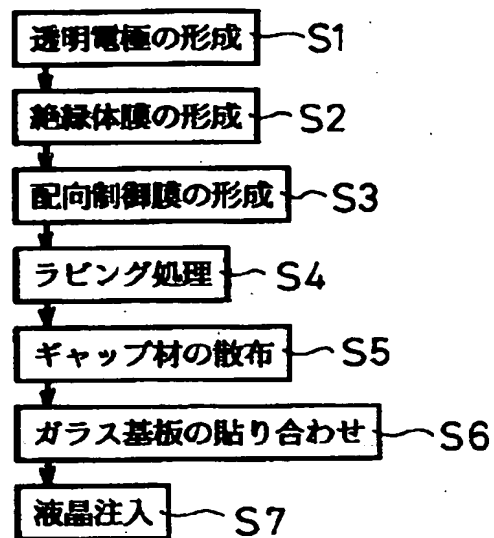 透明電極の形成 S1
絶縁体膜の形成 S2
配向制御膜の形成 S3
ラビング処理 S4
ギャップ材の散布 S5
ガラス基板の貼り合わせ S6
液晶注入 S7